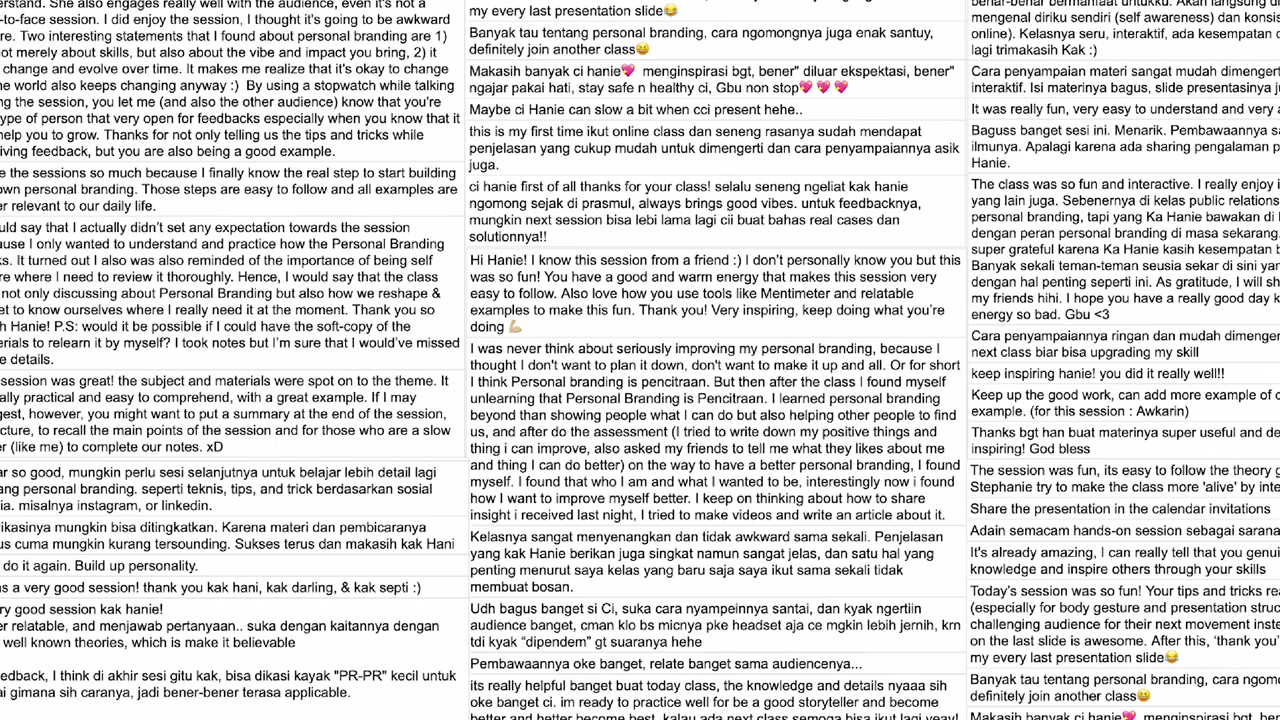 rstand. She also engages really well with the audience, even it's not a
-to-face session. I did enjoy the session, I thought it's going to be awkward
re. Two interesting statements that I found about personal branding are 1)
not merely about skills, but also about the vibe and impact you bring, 2) it
change and evolve over time. It makes me realize that it's okay to change
he world also keeps changing anyway :) By using a stopwatch while talking
ng the session, you let me (and also the other audience) know that you're
type of person that very open for feedbacks especially when you know that it
help you to grow. Thanks for not only telling us the tips and tricks while
iving feedback, but you are also being a good example.
e the sessions so much because I finally know the real step to start building
own personal branding. Those steps are easy to follow and all examples are
er relevant to our daily life.
uld say that I actually didn't set any expectation towards the session
ause I only wanted to understand and practice how the Personal Branding
ks. It turned out I also was also reminded of the importance of being self
re where I need to review it thoroughly. Hence, I would say that the class
not only discussing about Personal Branding but also how we reshape &
et to know ourselves where I really need it at the moment. Thank you so
h Hanie! P.S: would it be possible if I could have the soft-copy of the
erials to relearn it by myself? I took notes but I'm sure that I would've missed
e details.
session was great! the subject and materials were spot on to the theme. It
ally practical and easy to comprehend, with a great example. If I may
gest, however, you might want to put a summary at the end of the session,
cture, to recall the main points of the session and for those who are a slow
er (like me) to complete our notes. xD
ar so good, mungkin perlu sesi selanjutnya untuk belajar lebih detail lagi
ang personal branding. seperti teknis, tips, and trick berdasarkan sosial
ia. misalnya instagram, or linkedin.
likasinya mungkin bisa ditingkatkan. Karena materi dan pembicaranya
us cuma mungkin kurang tersounding. Sukses terus dan makasih kak Hani
do it again. Build up personality.
as a very good session! thank you kak hani, kak darling, & kak septi :)
ry good session kak hanie!
er relatable, and menjawab pertanyaan.. suka dengan kaitannya dengan
well known theories, which is make it believable
eedback, I think di akhir sesi gitu kak, bisa dikasi kayak "PR-PR" kecil untuk
ai gimana sih caranya, jadi bener-bener terasa applicable.
my every last presentation slide😂
Banyak tau tentang personal branding, cara ngomongnya juga enak santuy,
definitely join another class😆
Makasih banyak ci hanie💖 menginspirasi bgt, bener" diluar ekspektasi, bener"
ngajar pakai hati, stay safe n healthy ci, Gbu non stop💖💖💖
Maybe ci Hanie can slow a bit when cci present hehe..
this is my first time ikut online class dan seneng rasanya sudah mendapat
penjelasan yang cukup mudah untuk dimengerti dan cara penyampaiannya asik
juga.
ci hanie first of all thanks for your class! selalu seneng ngeliat kak hanie
ngomong sejak di prasmul, always brings good vibes. untuk feedbacknya,
mungkin next session bisa lebi lama lagi cii buat bahas real cases dan
solutionnya!!
Hi Hanie! I know this session from a friend :) I don't personally know you but this
was so fun! You have a good and warm energy that makes this session very
easy to follow. Also love how you use tools like Mentimeter and relatable
examples to make this fun. Thank you! Very inspiring, keep doing what you're
doing 💪🏼
I was never think about seriously improving my personal branding, because I
thought I don't want to plan it down, don't want to make it up and all. Or for short
I think Personal branding is pencitraan. But then after the class I found myself
unlearning that Personal Branding is Pencitraan. I learned personal branding
beyond than showing people what I can do but also helping other people to find
us, and after do the assessment (I tried to write down my positive things and
thing i can improve, also asked my friends to tell me what they likes about me
and thing I can do better) on the way to have a better personal branding, I found
myself. I found that who I am and what I wanted to be, interestingly now i found
how I want to improve myself better. I keep on thinking about how to share
insight i received last night, I tried to make videos and write an article about it.
Kelasnya sangat menyenangkan dan tidak awkward sama sekali. Penjelasan
yang kak Hanie berikan juga singkat namun sangat jelas, dan satu hal yang
penting menurut saya kelas yang baru saja saya ikut sama sekali tidak
membuat bosan.
Udh bagus banget si Ci, suka cara nyampeinnya santai, dan kyak ngertiin
audience banget, cman klo bs micnya pke headset aja ce mgkin lebih jernih, krn
tdi kyak “dipendem” gt suaranya hehe
Pembawaannya oke banget, relate banget sama audiencenya...
its really helpful banget buat today class, the knowledge and details nyaaa sih
oke banget ci. im ready to practice well for be a good storyteller and become
better and better become best. kalau ada next class semoga bisa ikut lagi yeay!
benar-benar bermanfaat untukku. Akan langsung di
mengenal diriku sendiri (self awareness) dan konsis
online). Kelasnya seru, interaktif, ada kesempatan d
lagi trimakasih Kak :)
Cara penyampaian materi sangat mudah dimengerti
interaktif. Isi materinya bagus, slide presentasinya ju
It was really fun, very easy to understand and very a
Baguss banget sesi ini. Menarik. Pembawaannya s
ilmunya. Apalagi karena ada sharing pengalaman p
Hanie.
The class was so fun and interactive. I really enjoy i
yang lain juga. Sebenernya di kelas public relations
personal branding, tapi yang Ka Hanie bawakan di k
dengan peran personal branding di masa sekarang.
super grateful karena Ka Hanie kasih kesempatan b
Banyak sekali teman-teman seusia sekar di sini yan
dengan hal penting seperti ini. As gratitude, I will sh
my friends hihi. I hope you have a really good day k
energy so bad. Gbu <3
Cara penyampaiannya ringan dan mudah dimenger
next class biar bisa upgrading my skill
keep inspiring hanie! you did it really well!!
Keep up the good work, can add more example of c
example. (for this session : Awkarin)
Thanks bgt han buat materinya super useful and de
inspiring! God bless
The session was fun, its easy to follow the theory g
Stephanie try to make the class more 'alive' by inte
Share the presentation in the calendar invitations
Adain semacam hands-on session sebagai sarana
It's already amazing, I can really tell that you genui
knowledge and inspire others through your skills
Today's session was so fun! Your tips and tricks rea
(especially for body gesture and presentation struc
challenging audience for their next movement inste
on the last slide is awesome. After this, ‘thank you’
my every last presentation slide😂
Banyak tau tentang personal branding, cara ngomo
definitely join another class😆
Makasih banyak ci hanie💖 menginspirasi bgt, ben